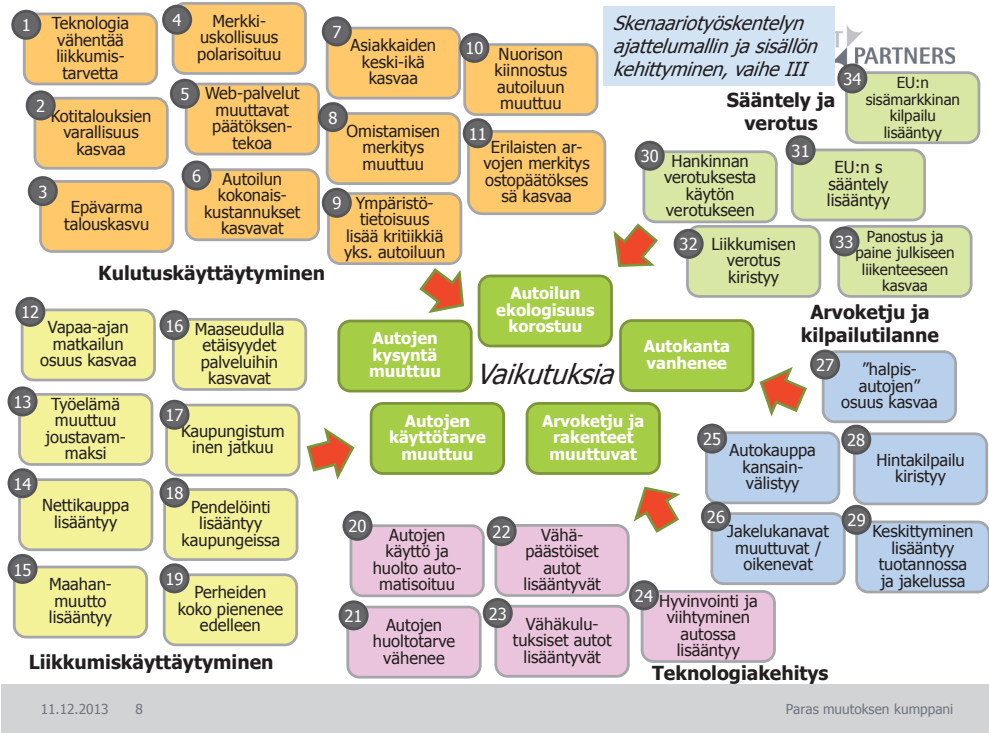 1
Teknologia
vähentää
liikkumis-
tarvetta
2
Kotitalouksien
varallisuus
kasvaa
3
Epävarma
talouskasvu
4
Merkki-
uskollisuus
polarisoituu
5
Web-palvelut
muuttavat
päätöksen-
tekoa
6
Autoilun
kokonais-
kustannukset
kasvavat
7
Asiakkaiden
keski-ikä
kasvaa
8
Omistamisen
merkitys
muuttuu
9
Ympäristö-
tietoisuus
lisää kritiikkiä
yks. autoiluun
10
Nuorison
kiinnostus
autoiluun
muuttuu
11
Erilaisten ar-
vojen merkitys
ostopäätökses
sä kasvaa
Kulutuskäyttäytyminen
Skenaariotyöskentelyn
ajattelumallin ja sisällön
kehittyminen, vaihe III
T
PARTNERS
Sääntely ja
verotus
34
EU:n
sisämarkkinan
kilpailu
lisääntyy
30
Hankinnan
verotuksesta
käytön
verotukseen
31
EU:n s
sääntely
lisääntyy
32
Liikkumisen
verotus
kiristyy
33
Panostus ja
paine julkiseen
liikenteeseen
kasvaa
Autojen
kysyntä
muuttuu
Autoilun
ekologisuus
korostuu
Autokanta
vanhenee
Vaikutuksia
Autojen
käyttötarve
muuttuu
Arvoketju ja
rakenteet
muuttuvat
12
Vapaa-ajan
matkailun
osuus kasvaa
13
Työelämä
muuttuu
joustavam-
maksi
14
Nettikauppa
lisääntyy
15
Maahan-
muutto
lisääntyy
16
Maaseudulla
etäisyydet
palveluihin
kasvavat
17
Kaupungistum
inen jatkuu
18
Pendelöinti
lisääntyy
kaupungeissa
19
Perheiden
koko pienenee
edelleen
Liikkumiskäyttäytyminen
20
Autojen
käyttö ja
huolto auto-
matisoituu
21
Autojen
huoltotarve
vähenee
22
Vähä-
päästöiset
autot
lisääntyvät
23
Vähäkulu-
tuksiset autot
lisääntyvät
24
Hyvinvointi ja
viihtyminen
autossa
lisääntyy
Teknologiakehitys
Arvoketju ja
kilpailutilanne
27
”halpis-
autojen”
osuus kasvaa
25
Autokauppa
kansain-
välistyy
28
Hintakilpailu
kiristyy
26
Jakelukanavat
muuttuvat /
oikenevat
29
Keskittyminen
lisääntyy
tuotannossa
ja jakelussa
11.12.2013 8
Paras muutoksen kumppani